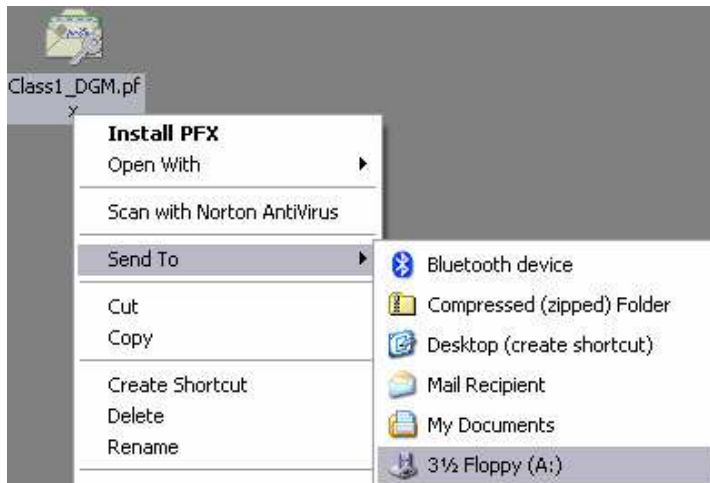 Class1_DGM.pf
x
Install PFX
Open With
Scan with Norton AntiVirus
Send To
Cut
Copy
Create Shortcut
Delete
Rename
Bluetooth device
Compressed (zipped) Folder
Desktop (create shortcut)
Mail Recipient
My Documents
3½ Floppy (A:)